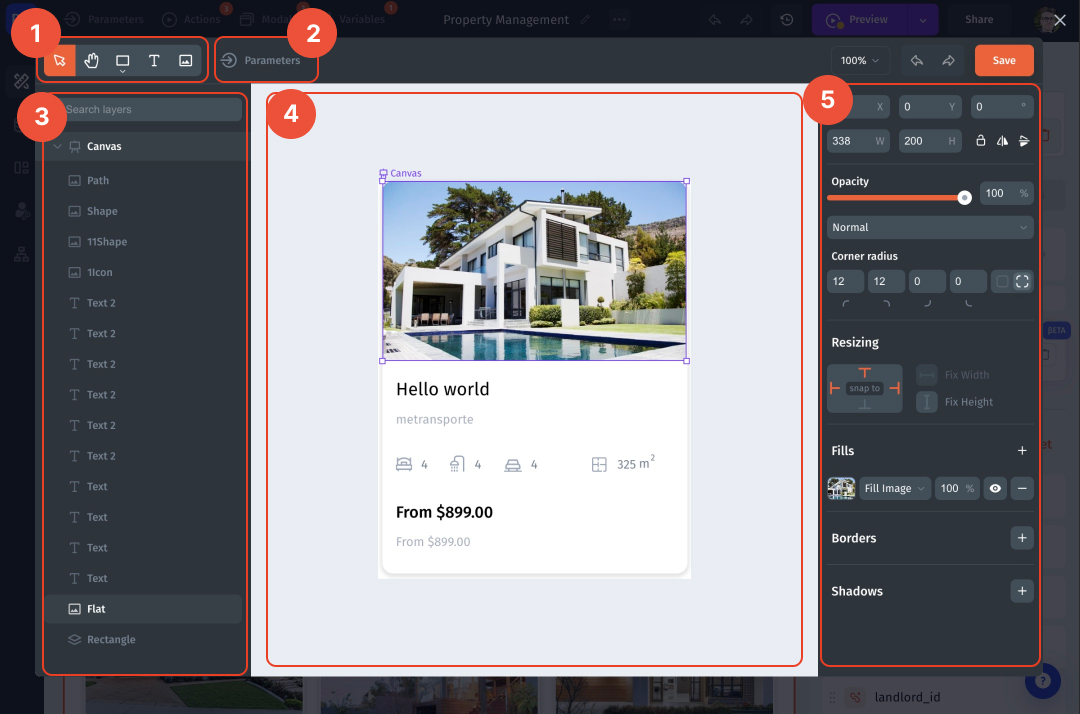 Parameters
Actions
3
Variables
1
Property Management
Preview
Share
1
2
Parameters
100%
Save
3
Search layers
4
5
X
0 Y
0 °
Canvas
338 W
200 H
Path
Canvas
Opacity
Shape
100 %
11Shape
Normal
1Icon
Corner radius
Text 2
12
12
0
0
Text 2
BETA
Resizing
Text 2
Hello world
snap to
Fix Width
Text 2
Fix Height
metransporte
Text 2
Text 2
4
4
4
325 m²
Fills
Text
Fill Image
100 %
Text
From $899.00
Borders
Text
From $899.00
Text
Shadows
Flat
Rectangle
?
landlord_id